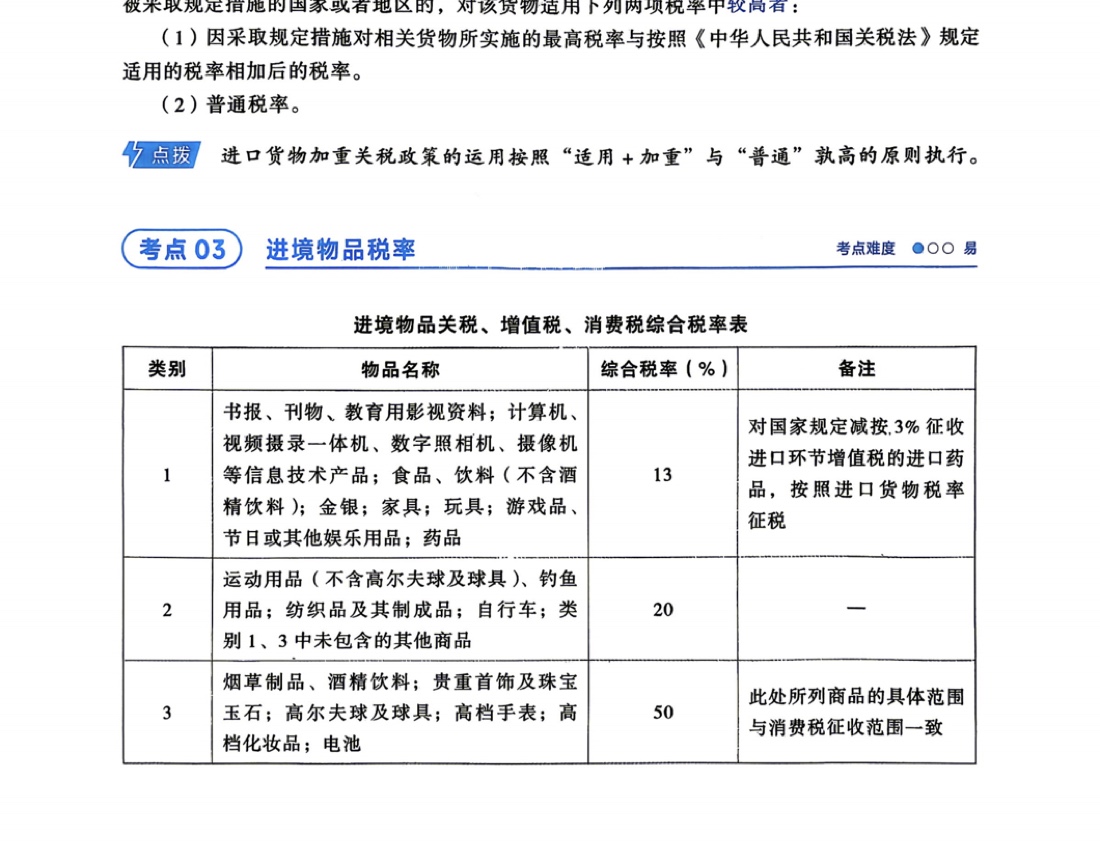 被采取规定措施的国家或者地区的，对该货物适用下列两项税率中较高者：
（1）因采取规定措施对相关货物所实施的最高税率与按照《中华人民共和国关税法》规定
适用的税率相加后的税率。
（2）普通税率。
点拨 进口货物加重关税政策的运用按照“适用+加重”与“普通”孰高的原则执行。
考点 03 进境物品税率 考点难度 ●○○ 易
进境物品关税、增值税、消费税综合税率表
类别 物品名称 综合税率（%） 备注
书报、刊物、教育用影视资料；计算机、
视频摄录一体机、数字照相机、摄像机
等信息技术产品；食品、饮料（不含酒
精饮料）；金银；家具；玩具；游戏品、
节日或其他娱乐用品；药品
1
13
对国家规定减按3%征收
进口环节增值税的进口药
品，按照进口货物税率
征税
运动用品（不含高尔夫球及球具）、钓鱼
用品；纺织品及其制成品；自行车；类
别1、3中未包含的其他商品
2
20
—
烟草制品、酒精饮料；贵重首饰及珠宝
玉石；高尔夫球及球具；高档手表；高
档化妆品；电池
3
50
此处所列商品的具体范围
与消费税征收范围一致